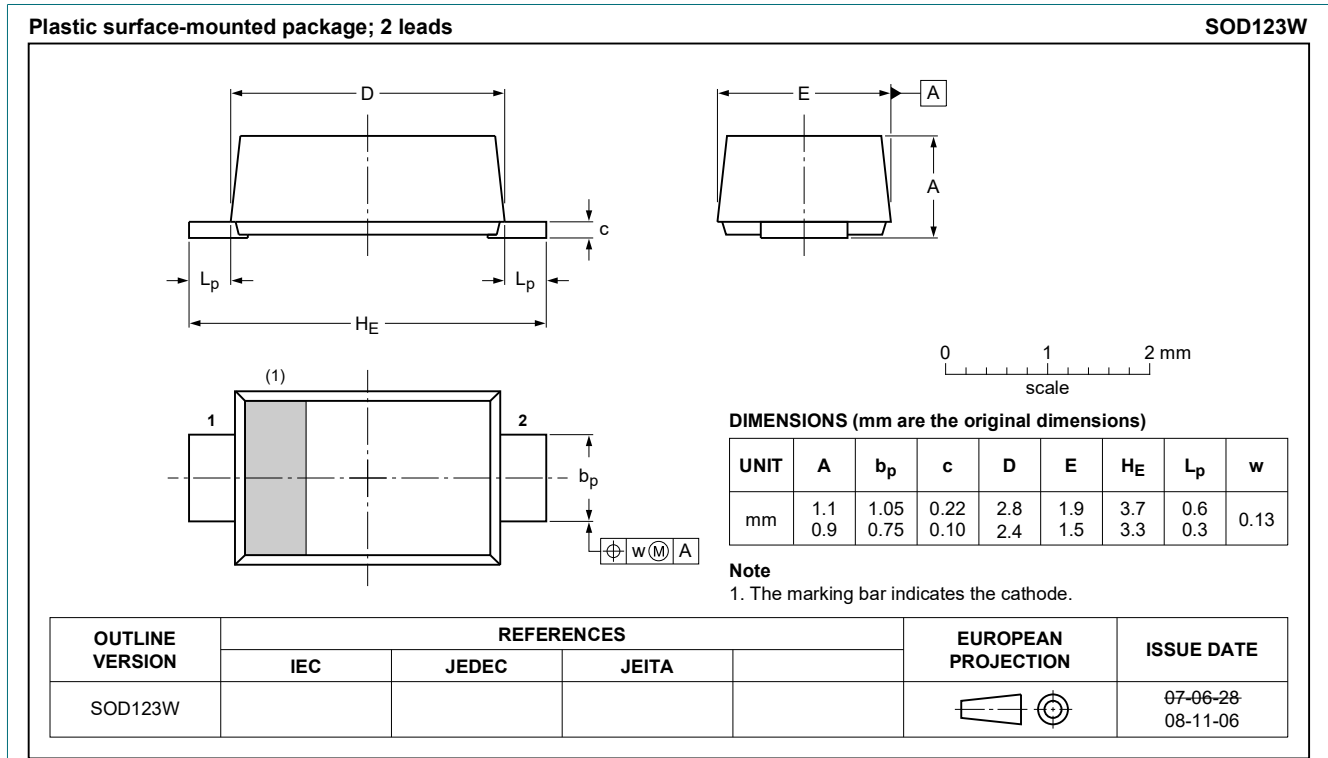 Plastic surface-mounted package; 2 leads SOD123W
D E A
A
c
Lp Lp
HE
0 1 2 mm
scale
(1)
1 2
bp
w M A
DIMENSIONS (mm are the original dimensions)
UNIT A bp c D E HE Lp w
mm 1.1 0.9 1.05 0.75 0.22 0.10 2.8 2.4 1.9 1.5 3.7 3.3 0.6 0.3 0.13
Note
1. The marking bar indicates the cathode.
OUTLINE VERSION REFERENCES EUROPEAN PROJECTION ISSUE DATE
IEC JEDEC JEITA
SOD123W 07-06-28
08-11-06